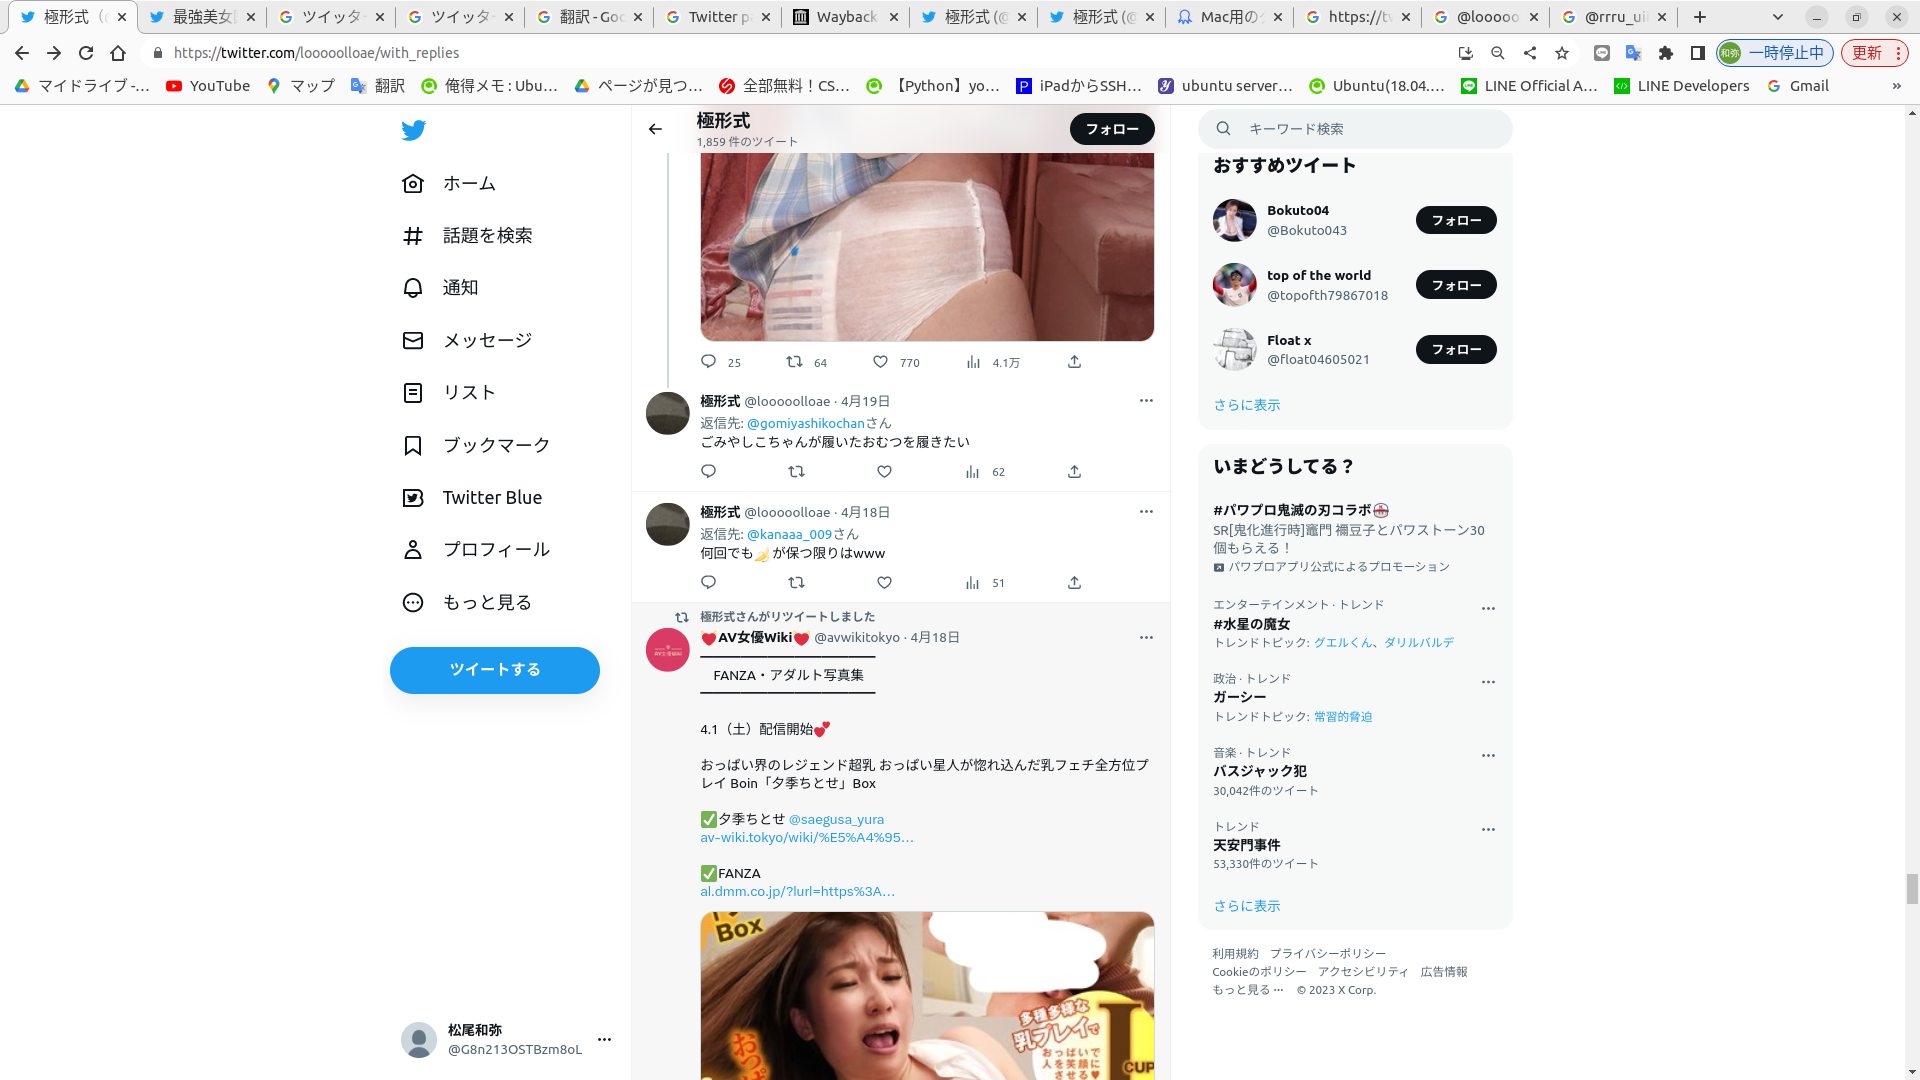 極形式 (@
最強美女
ツイッター
ツイッター
翻訳 - Goo
Twitter p
Wayback
極形式 (@
極形式 (@
Mac用の
https://tw
@looooo
@rrru_uii
https://twitter.com/looooolloae/with_replies
和弥
一時停止中
更新
マイドライブ -…
YouTube
マップ
翻訳
俺得メモ : Ubu…
ページが見つ…
全部無料！CS…
【Python】yo…
iPadからSSH…
ubuntu server…
Ubuntu(18.04.…
LINE Official A…
LINE Developers
Gmail
»
ホーム
話題を検索
通知
メッセージ
リスト
ブックマーク
Twitter Blue
プロフィール
もっと見る
ツイートする
松尾和弥
@G8n213OSTBzm8oL
極形式
1,859 件のツイート
フォロー
25 64 770 4.1万
極形式 @looooolloae · 4月19日
返信先: @gomiyashikochanさん
ごみやしこちゃんが履いたおむつを履きたい
62
極形式 @looooolloae · 4月18日
返信先: @kanaaa_009さん
何回でも🍌が保つ限りはwww
51
極形式さんがリツイートしました
💓AV女優Wiki💓 @avwikitokyo · 4月18日
━━━━━━━━━━━━━
FANZA・アダルト写真集
━━━━━━━━━━━━━
4.1（土）配信開始💕
おっぱい界のレジェンド超乳 おっぱい星人が惚れ込んだ乳フェチ全方位プ
レイ Boin「夕季ちとせ」Box
✅夕季ちとせ @saegusa_yura
av-wiki.tokyo/wiki/%E5%A4%95…
✅FANZA
al.dmm.co.jp/?lurl=https%3A…
Box
多種多様な
乳プレイで
おっぱいで
人を笑顔に
させる♥
おっぱ
I
CUP
キーワード検索
おすすめツイート
Bokuto04
@Bokuto043
フォロー
top of the world
@topofth79867018
フォロー
Float x
@float04605021
フォロー
さらに表示
いまどうしてる？
#パワプロ鬼滅の刃コラボ
SR[鬼化進行時]竈門 禰豆子とパワストーン30
個もらえる！
パワプロアプリ公式によるプロモーション
エンターテインメント · トレンド
#水星の魔女
トレンドトピック: グエルくん、ダリルバルデ
政治 · トレンド
ガーシー
トレンドトピック: 常習的脅迫
音楽 · トレンド
バスジャック犯
30,042件のツイート
トレンド
天安門事件
53,330件のツイート
さらに表示
利用規約 プライバシーポリシー
Cookieのポリシー アクセシビリティ 広告情報
もっと見る ··· © 2023 X Corp.